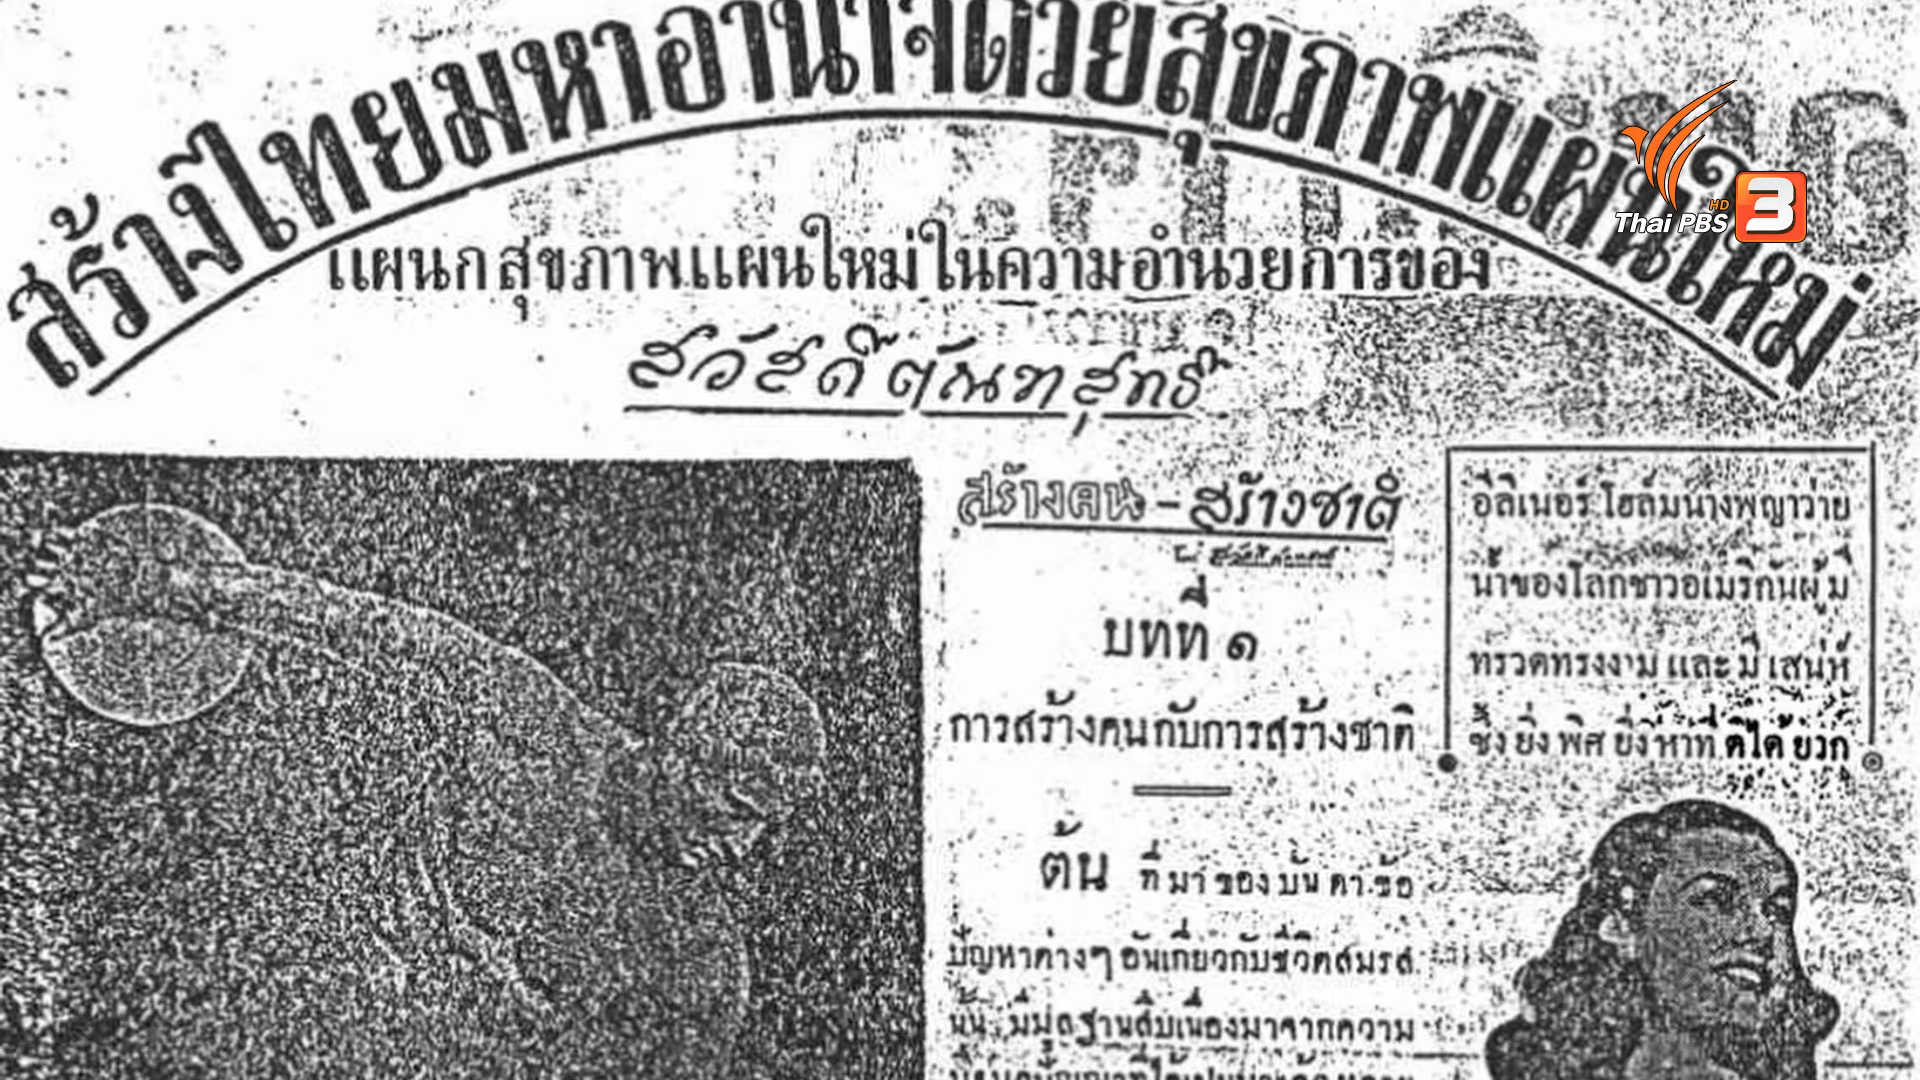 สร้างไทยมหาอำนาจด้วยสุขภาพแผนใหม่
แผนกสุขภาพแผนใหม่ในความอำนวยการของ
สวัสดิ์ ตัณฑสุทธิ์
สร้างคน - สร้างชาติ
บทที่ ๑
การสร้างคนกับการสร้างชาติ
ต้น ที่มาของบันดาข้อ
ปัญหาต่างๆ อันเกี่ยวกับชีวิตสมรส
นั้น มีมูลฐานสืบเนื่องมาจากความ
อีลิเนอร์ โฮล์มนางพญาว่าย
น้ำของโลกชาวอเมริกันผู้มี
ทรวดทรงงาม และ มี เสน่ห์
ซึ่ง ยิ่ง พิศ ยิ่ง หาที่ ติได้ ยวก
Thai PBS
HD
3